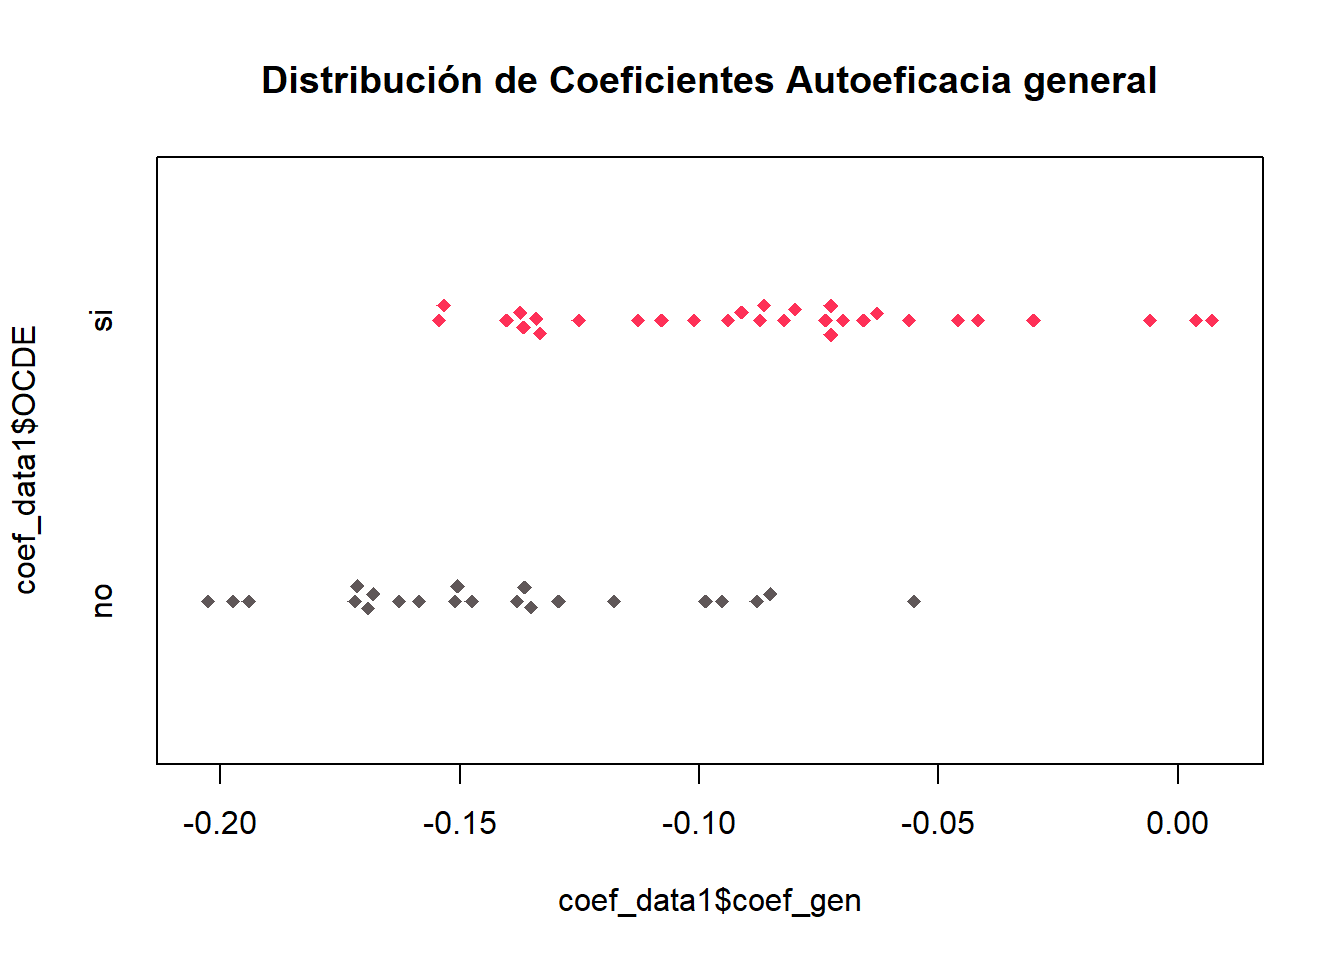 Distribución de Coeficientes Autoeficacia general
coef_data1$OCDE
si
no
-0.20 -0.15 -0.10 -0.05 0.00
coef_data1$coef_gen